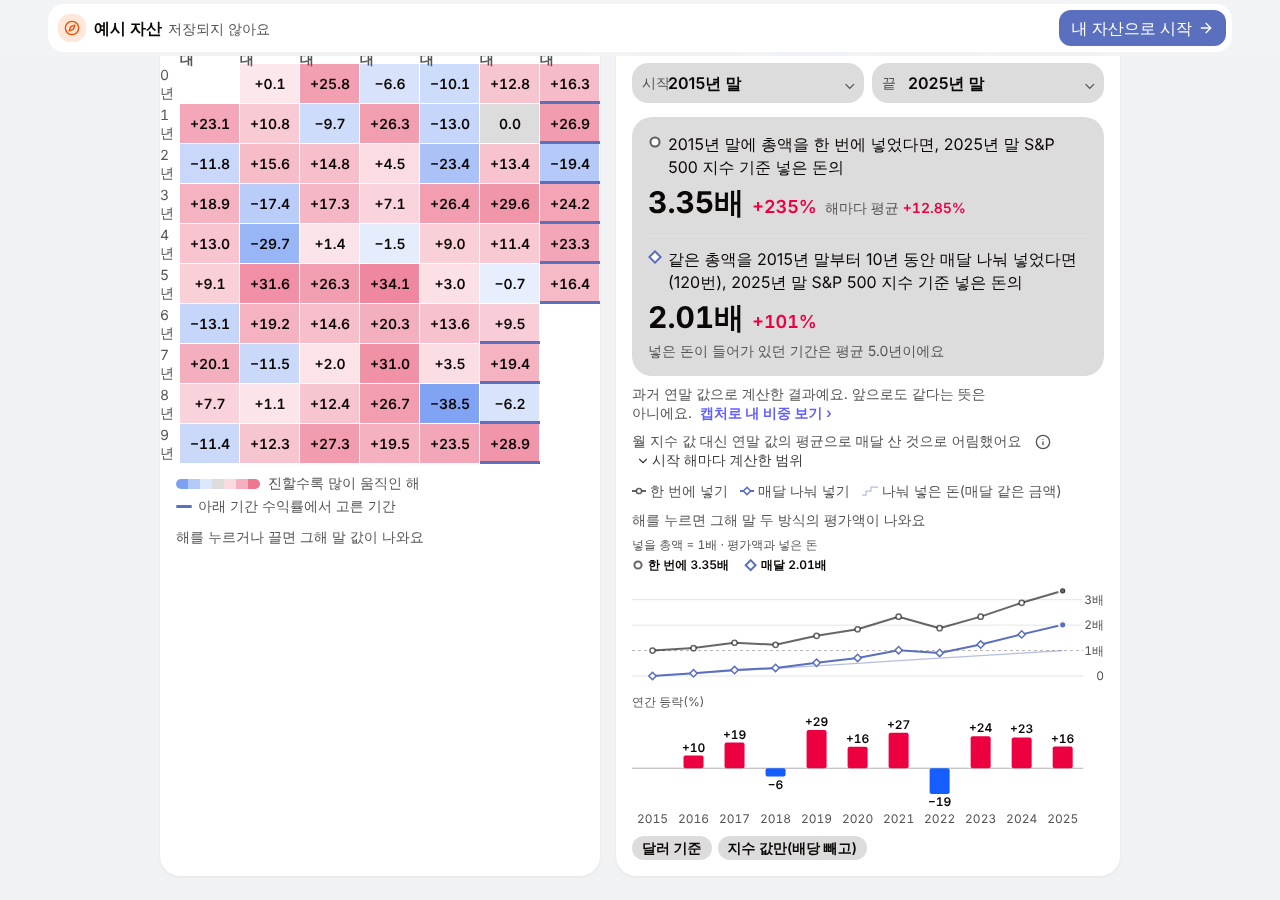 예시 자산 저장되지 않아요
내 자산으로 시작 →
0년 +0.1 +25.8 −6.6 −10.1 +12.8 +16.3
1년 +23.1 +10.8 −9.7 +26.3 −13.0 0.0 +26.9
2년 −11.8 +15.6 +14.8 +4.5 −23.4 +13.4 −19.4
3년 +18.9 −17.4 +17.3 +7.1 +26.4 +29.6 +24.2
4년 +13.0 −29.7 +1.4 −1.5 +9.0 +11.4 +23.3
5년 +9.1 +31.6 +26.3 +34.1 +3.0 −0.7 +16.4
6년 −13.1 +19.2 +14.6 +20.3 +13.6 +9.5
7년 +20.1 −11.5 +2.0 +31.0 +3.5 +19.4
8년 +7.7 +1.1 +12.4 +26.7 −38.5 −6.2
9년 −11.4 +12.3 +27.3 +19.5 +23.5 +28.9
진할수록 많이 움직인 해
아래 기간 수익률에서 고른 기간
해를 누르거나 끌면 그해 말 값이 나와요
시작 2015년 말
끝 2025년 말
2015년 말에 총액을 한 번에 넣었다면, 2025년 말 S&P
500 지수 기준 넣은 돈의
3.35배 +235% 해마다 평균 +12.85%
같은 총액을 2015년 말부터 10년 동안 매달 나눠 넣었다면
(120번), 2025년 말 S&P 500 지수 기준 넣은 돈의
2.01배 +101%
넣은 돈이 들어가 있던 기간은 평균 5.0년이에요
과거 연말 값으로 계산한 결과예요. 앞으로도 같다는 뜻은
아니에요. 캡처로 내 비중 보기 ›
월 지수 값 대신 연말 값의 평균으로 매달 산 것으로 어림했어요
시작 해마다 계산한 범위
한 번에 넣기 매달 나눠 넣기 나눠 넣은 돈(매달 같은 금액)
해를 누르면 그해 말 두 방식의 평가액이 나와요
넣을 총액 = 1배 · 평가액과 넣은 돈
한 번에 3.35배 매달 2.01배
3배
2배
1배
0
연간 등락(%)
+10 +19 −6 +29 +16 +27 −19 +24 +23 +16
2015 2016 2017 2018 2019 2020 2021 2022 2023 2024 2025
달러 기준 지수 값만(배당 빼고)